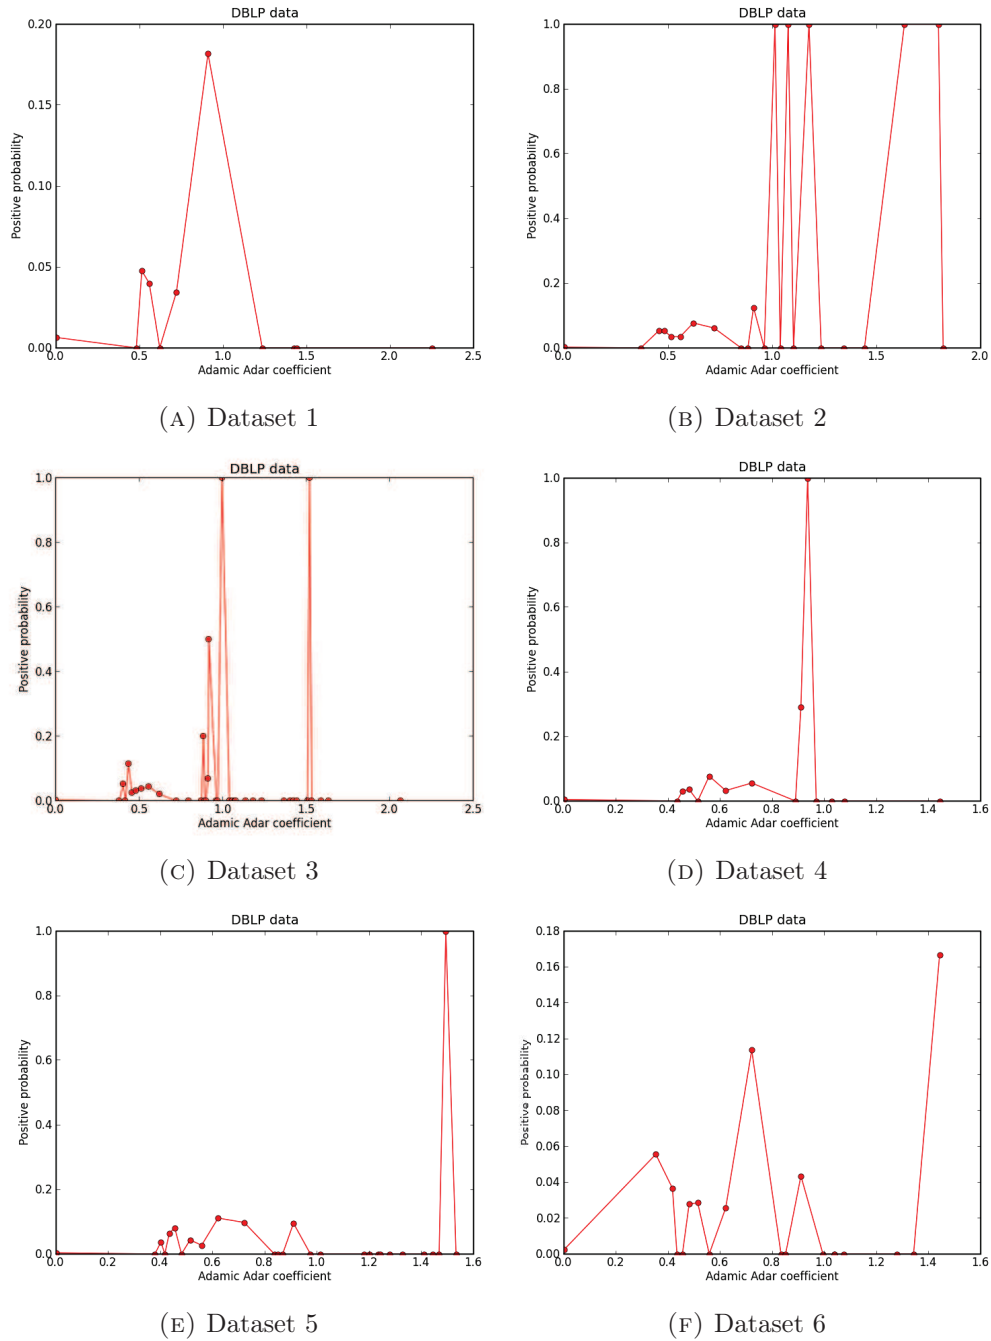 DBLP data
0.20
0.15
0.10
0.05
0.00
Positive probability
0.0 0.5 1.0 1.5 2.0 2.5
Adamic Adar coefficient
(A) Dataset 1
DBLP data
1.0
0.8
0.6
0.4
0.2
0.0
Positive probability
0.0 0.5 1.0 1.5 2.0
Adamic Adar coefficient
(B) Dataset 2
DBLP data
1.0
0.8
0.6
0.4
0.2
0.0
Positive probability
0.0 0.5 1.0 1.5 2.0 2.5
Adamic Adar coefficient
(C) Dataset 3
DBLP data
1.0
0.8
0.6
0.4
0.2
0.0
Positive probability
0.0 0.2 0.4 0.6 0.8 1.0 1.2 1.4 1.6
Adamic Adar coefficient
(D) Dataset 4
DBLP data
1.0
0.8
0.6
0.4
0.2
0.0
Positive probability
0.0 0.2 0.4 0.6 0.8 1.0 1.2 1.4 1.6
Adamic Adar coefficient
(E) Dataset 5
DBLP data
0.18
0.16
0.14
0.12
0.10
0.08
0.06
0.04
0.02
0.00
Positive probability
0.0 0.2 0.4 0.6 0.8 1.0 1.2 1.4 1.6
Adamic Adar coefficient
(F) Dataset 6